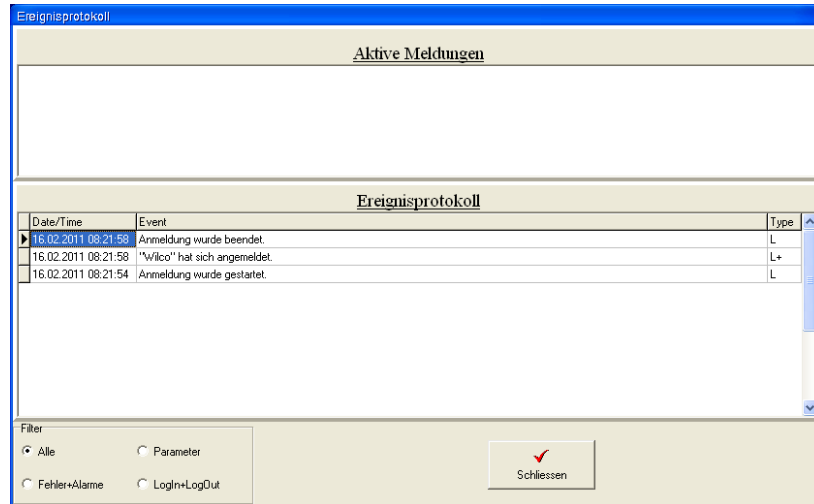 Ereignisprotokoll
Aktive Meldungen
Ereignisprotokoll
Date/Time Event Type
16.02.2011 08:21:58 Anmeldung wurde beendet. L
16.02.2011 08:21:58 "Wilco" hat sich angemeldet. L+
16.02.2011 08:21:54 Anmeldung wurde gestartet. L
Filter
Alle Parameter
Fehler+Alarme LogIn+LogOut
Schliessen